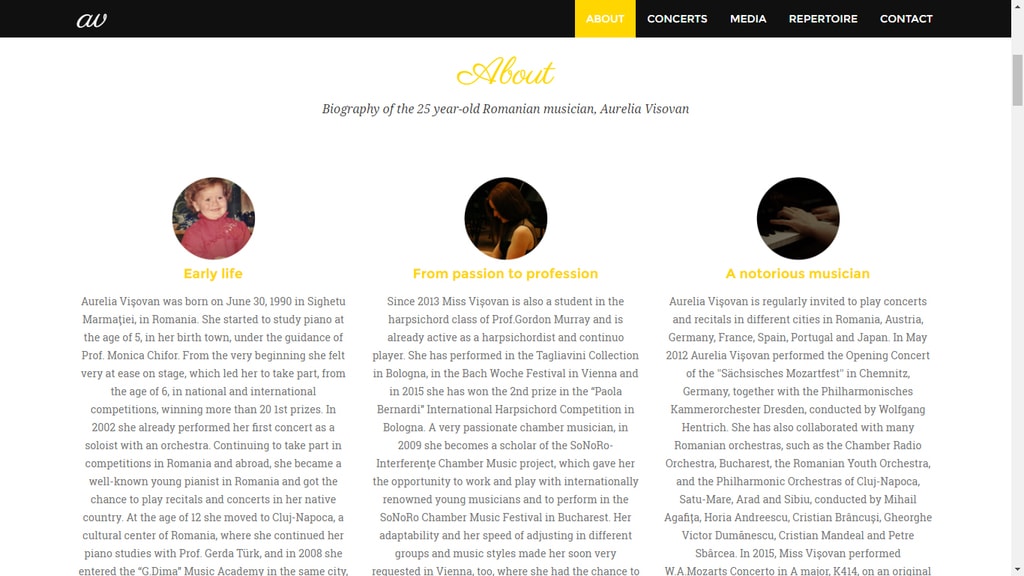 av
ABOUT CONCERTS MEDIA REPERTOIRE CONTACT
About
Biography of the 25 year-old Romanian musician, Aurelia Visovan
Early life
Aurelia Vişovan was born on June 30, 1990 in Sighetu
Marmaţiei, in Romania. She started to study piano at
the age of 5, in her birth town, under the guidance of
Prof. Monica Chifor. From the very beginning she felt
very at ease on stage, which led her to take part, from
the age of 6, in national and international
competitions, winning more than 20 1st prizes. In
2002 she already performed her first concert as a
soloist with an orchestra. Continuing to take part in
competitions in Romania and abroad, she became a
well-known young pianist in Romania and got the
chance to play recitals and concerts in her native
country. At the age of 12 she moved to Cluj-Napoca, a
cultural center of Romania, where she continued her
piano studies with Prof. Gerda Türk, and in 2008 she
entered the “G.Dima” Music Academy in the same city,
From passion to profession
Since 2013 Miss Vişovan is also a student in the
harpsichord class of Prof.Gordon Murray and is
already active as a harpsichordist and continuo
player. She has performed in the Tagliavini Collection
in Bologna, in the Bach Woche Festival in Vienna and
in 2015 she has won the 2nd prize in the “Paola
Bernardi” International Harpsichord Competition in
Bologna. A very passionate chamber musician, in
2009 she becomes a scholar of the SoNoRo-
Interferenţe Chamber Music project, which gave her
the opportunity to work and play with internationally
renowned young musicians and to perform in the
SoNoRo Chamber Music Festival in Bucharest. Her
adaptability and her speed of adjusting in different
groups and music styles made her soon very
requested in Vienna, too, where she had the chance to
A notorious musician
Aurelia Vişovan is regularly invited to play concerts
and recitals in different cities in Romania, Austria,
Germany, France, Spain, Portugal and Japan. In May
2012 Aurelia Vişovan performed the Opening Concert
of the "Sächsisches Mozartfest" in Chemnitz,
Germany, together with the Philharmonisches
Kammerorchester Dresden, conducted by Wolfgang
Hentrich. She has also collaborated with many
Romanian orchestras, such as the Chamber Radio
Orchestra, Bucharest, the Romanian Youth Orchestra,
and the Philharmonic Orchestras of Cluj-Napoca,
Satu-Mare, Arad and Sibiu, conducted by Mihail
Agafiţa, Horia Andreescu, Cristian Brâncuşi, Gheorghe
Victor Dumănescu, Cristian Mandeal and Petre
Sbârcea. In 2015, Miss Vişovan performed
W.A.Mozarts Concerto in A major, K414, on an original